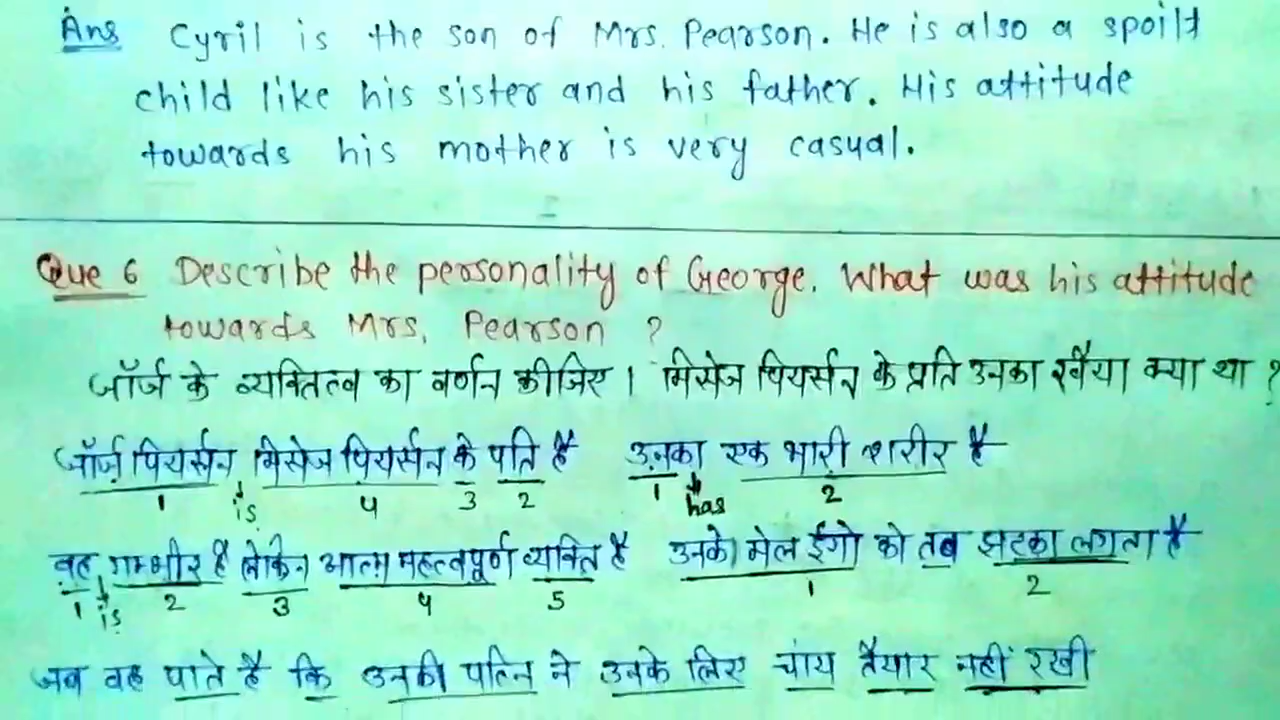 Ans Cyril is the son of Mrs. Pearson. He is also a spoilt
child like his sister and his father. His attitude
towards his mother is very casual.
Que 6 Describe the personality of George. What was his attitude
towards Mrs. Pearson ?
जॉर्ज के व्यक्तित्व का वर्णन कीजिए । मिसेज पियर्सन के प्रति उनका रवैया क्या था ?
जॉर्ज पियर्सन मिसेज पियर्सन के पति है उनका एक भारी शरीर है
1 is 4 3 2 1 has 2
वह गम्भीर है लेकिन आत्म महत्वपूर्ण व्यक्ति है उनके मेल ईगो को तब झटका लगता है
1 is 2 3 4 5 1 2
जब वह पाते है कि उनकी पत्नि ने उनके लिए चाय तैयार नहीं रखी